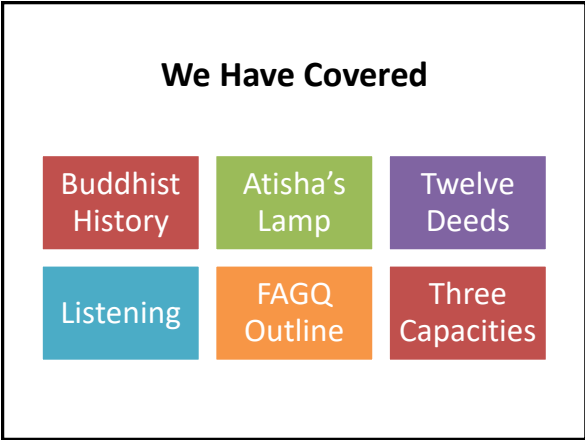 We Have Covered
Buddhist
History
Atisha's
Lamp
Twelve
Deeds
Listening
FAGQ
Outline
Three
Capacities